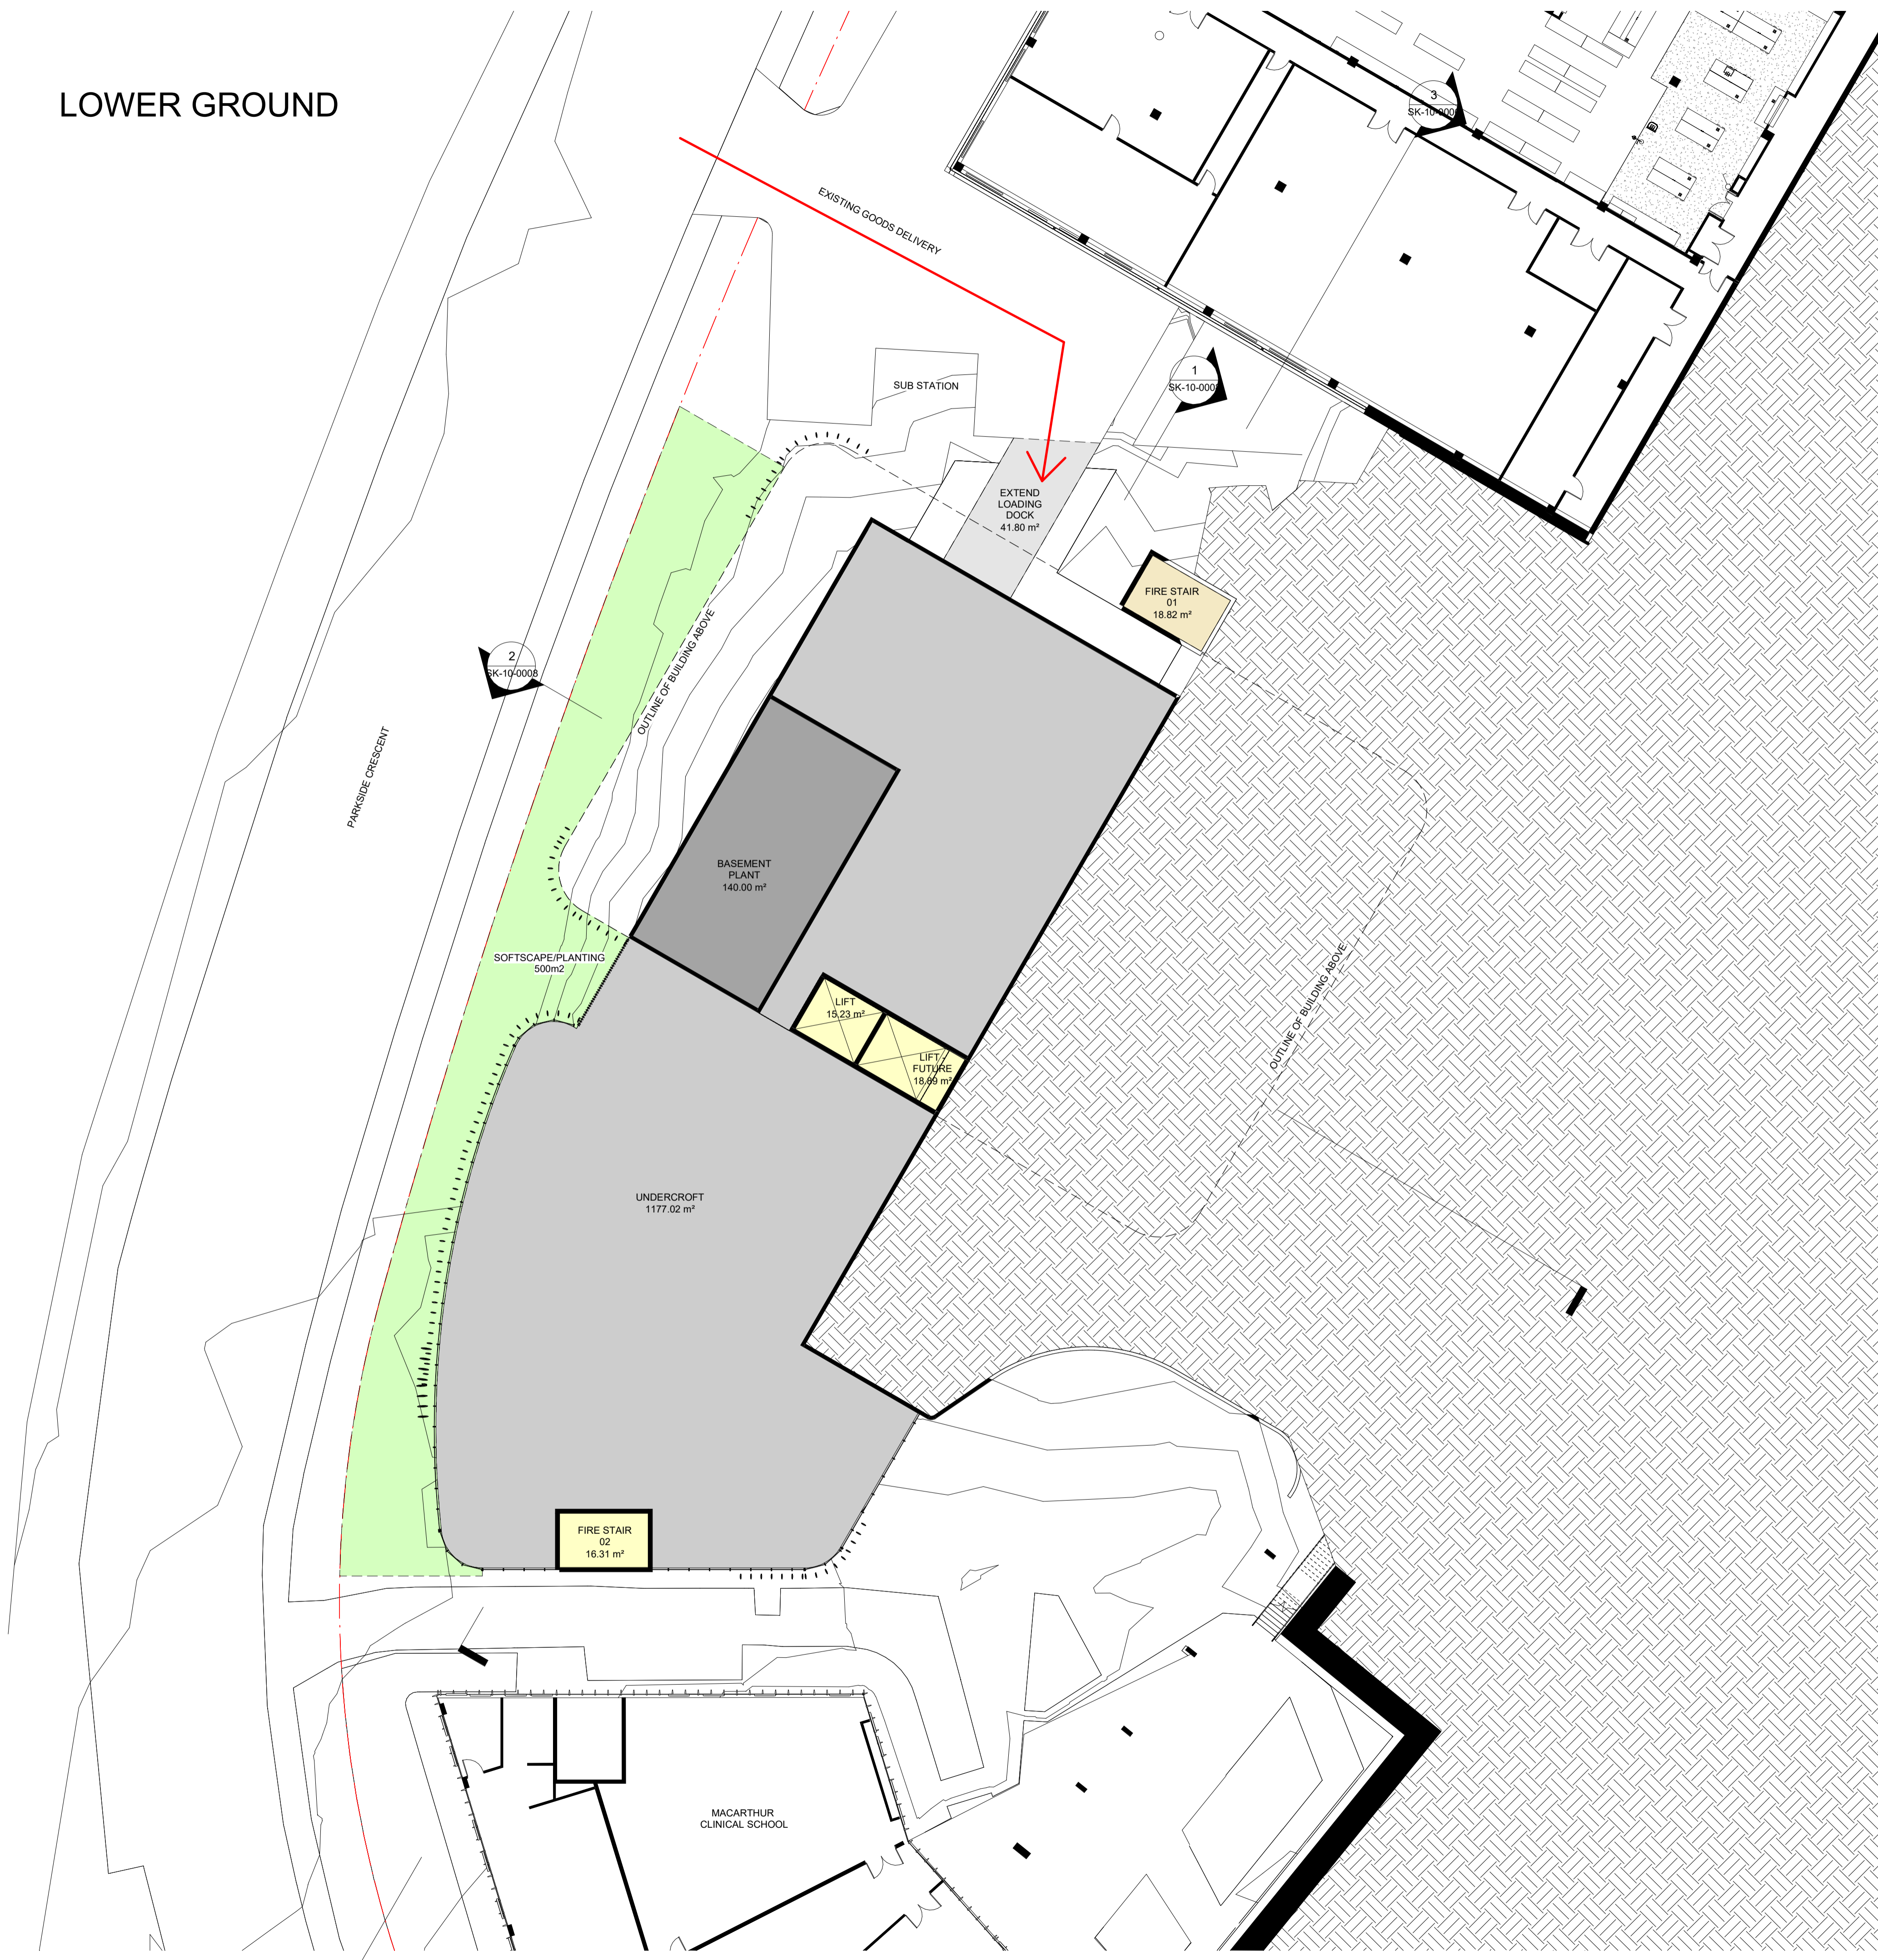 LOWER GROUND
3
SK-10-000
EXISTING GOODS DELIVERY
SUB STATION
1
SK-10-000
EXTEND
LOADING
DOCK
41.80 m²
FIRE STAIR
01
18.82 m²
2
SK-10-0008
OUTLINE OF BUILDING ABOVE
PARKSIDE CRESCENT
BASEMENT
PLANT
140.00 m²
SOFTSCAPE/PLANTING
500m2
LIFT
15.23 m²
LIFT -
FUTURE
18.89 m²
OUTLINE OF BUILDING ABOVE
UNDERCROFT
1177.02 m²
FIRE STAIR
02
16.31 m²
MACARTHUR
CLINICAL SCHOOL